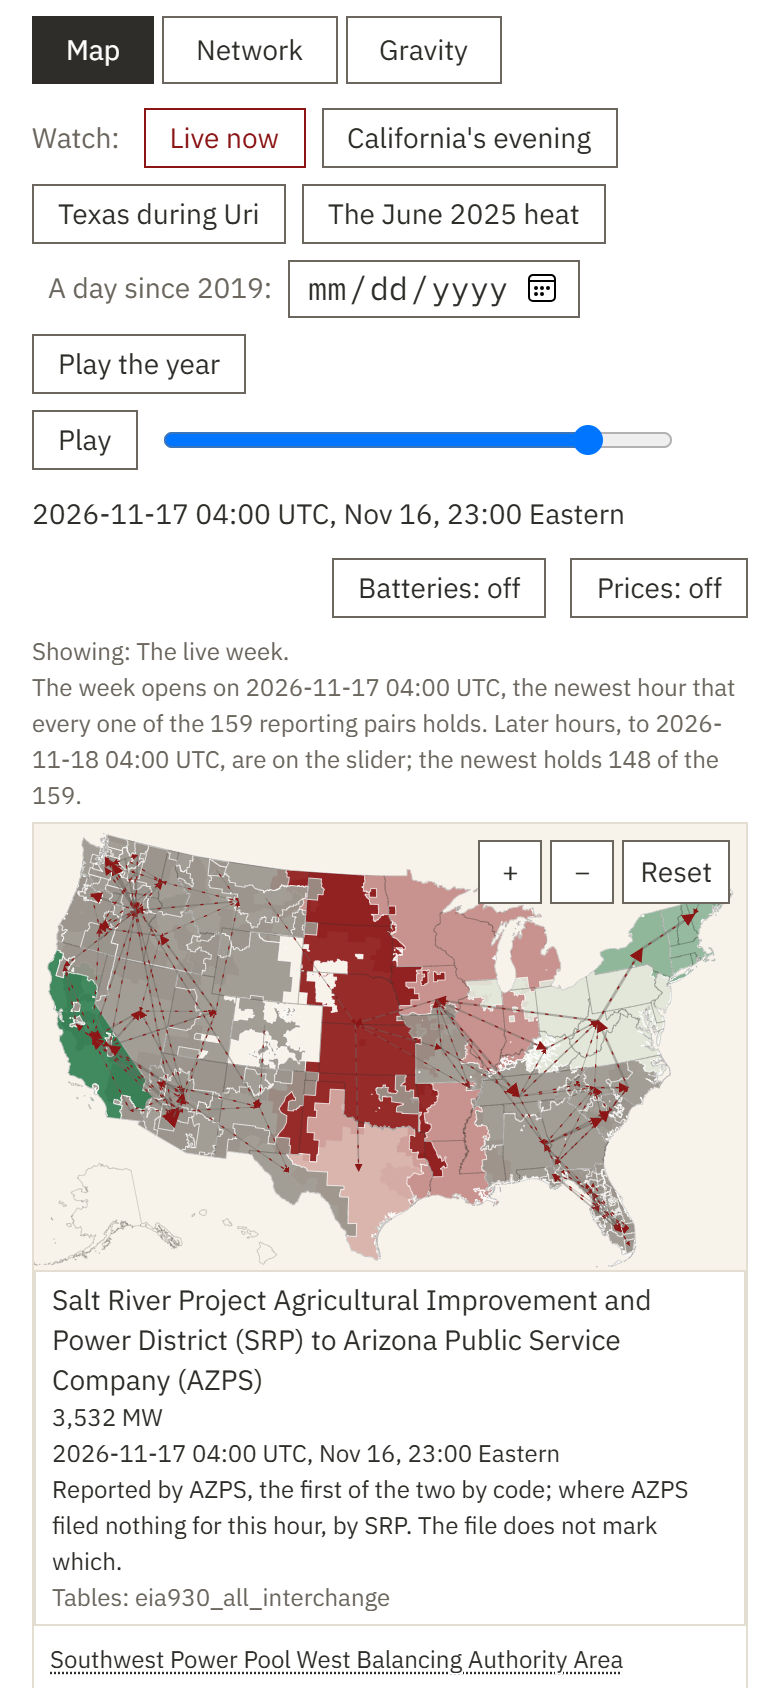 Map Network Gravity
Watch: Live now California's evening
Texas during Uri The June 2025 heat
A day since 2019: mm/dd/yyyy
Play the year
Play
2026-11-17 04:00 UTC, Nov 16, 23:00 Eastern
Batteries: off Prices: off
Showing: The live week.
The week opens on 2026-11-17 04:00 UTC, the newest hour that
every one of the 159 reporting pairs holds. Later hours, to 2026-
11-18 04:00 UTC, are on the slider; the newest holds 148 of the
159.
+ − Reset
Salt River Project Agricultural Improvement and
Power District (SRP) to Arizona Public Service
Company (AZPS)
3,532 MW
2026-11-17 04:00 UTC, Nov 16, 23:00 Eastern
Reported by AZPS, the first of the two by code; where AZPS
filed nothing for this hour, by SRP. The file does not mark
which.
Tables: eia930_all_interchange
Southwest Power Pool West Balancing Authority Area